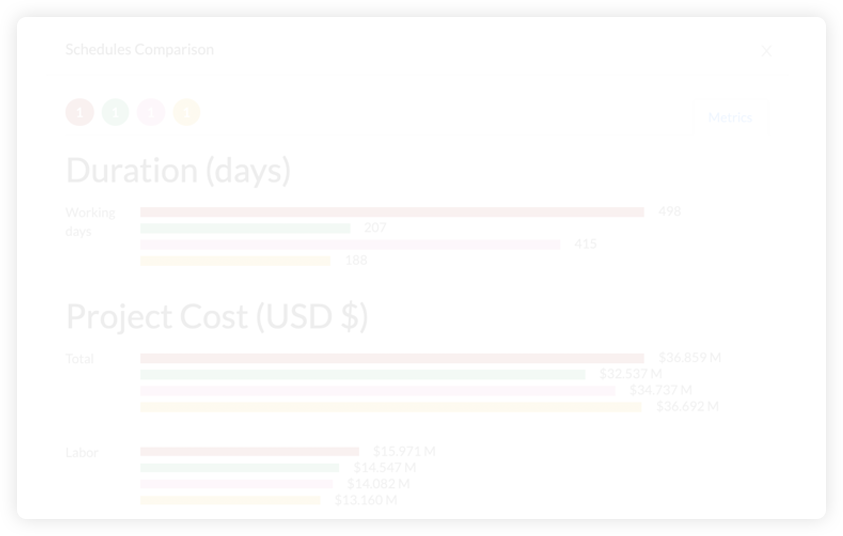 Schedules Comparison
X
1 1 1 1
Metrics
Duration (days)
Working days
498
207
415
188
Project Cost (USD $)
Total
$36.859 M
$32.537 M
$34.737 M
$36.692 M
Labor
$15.971 M
$14.547 M
$14.082 M
$13.160 M